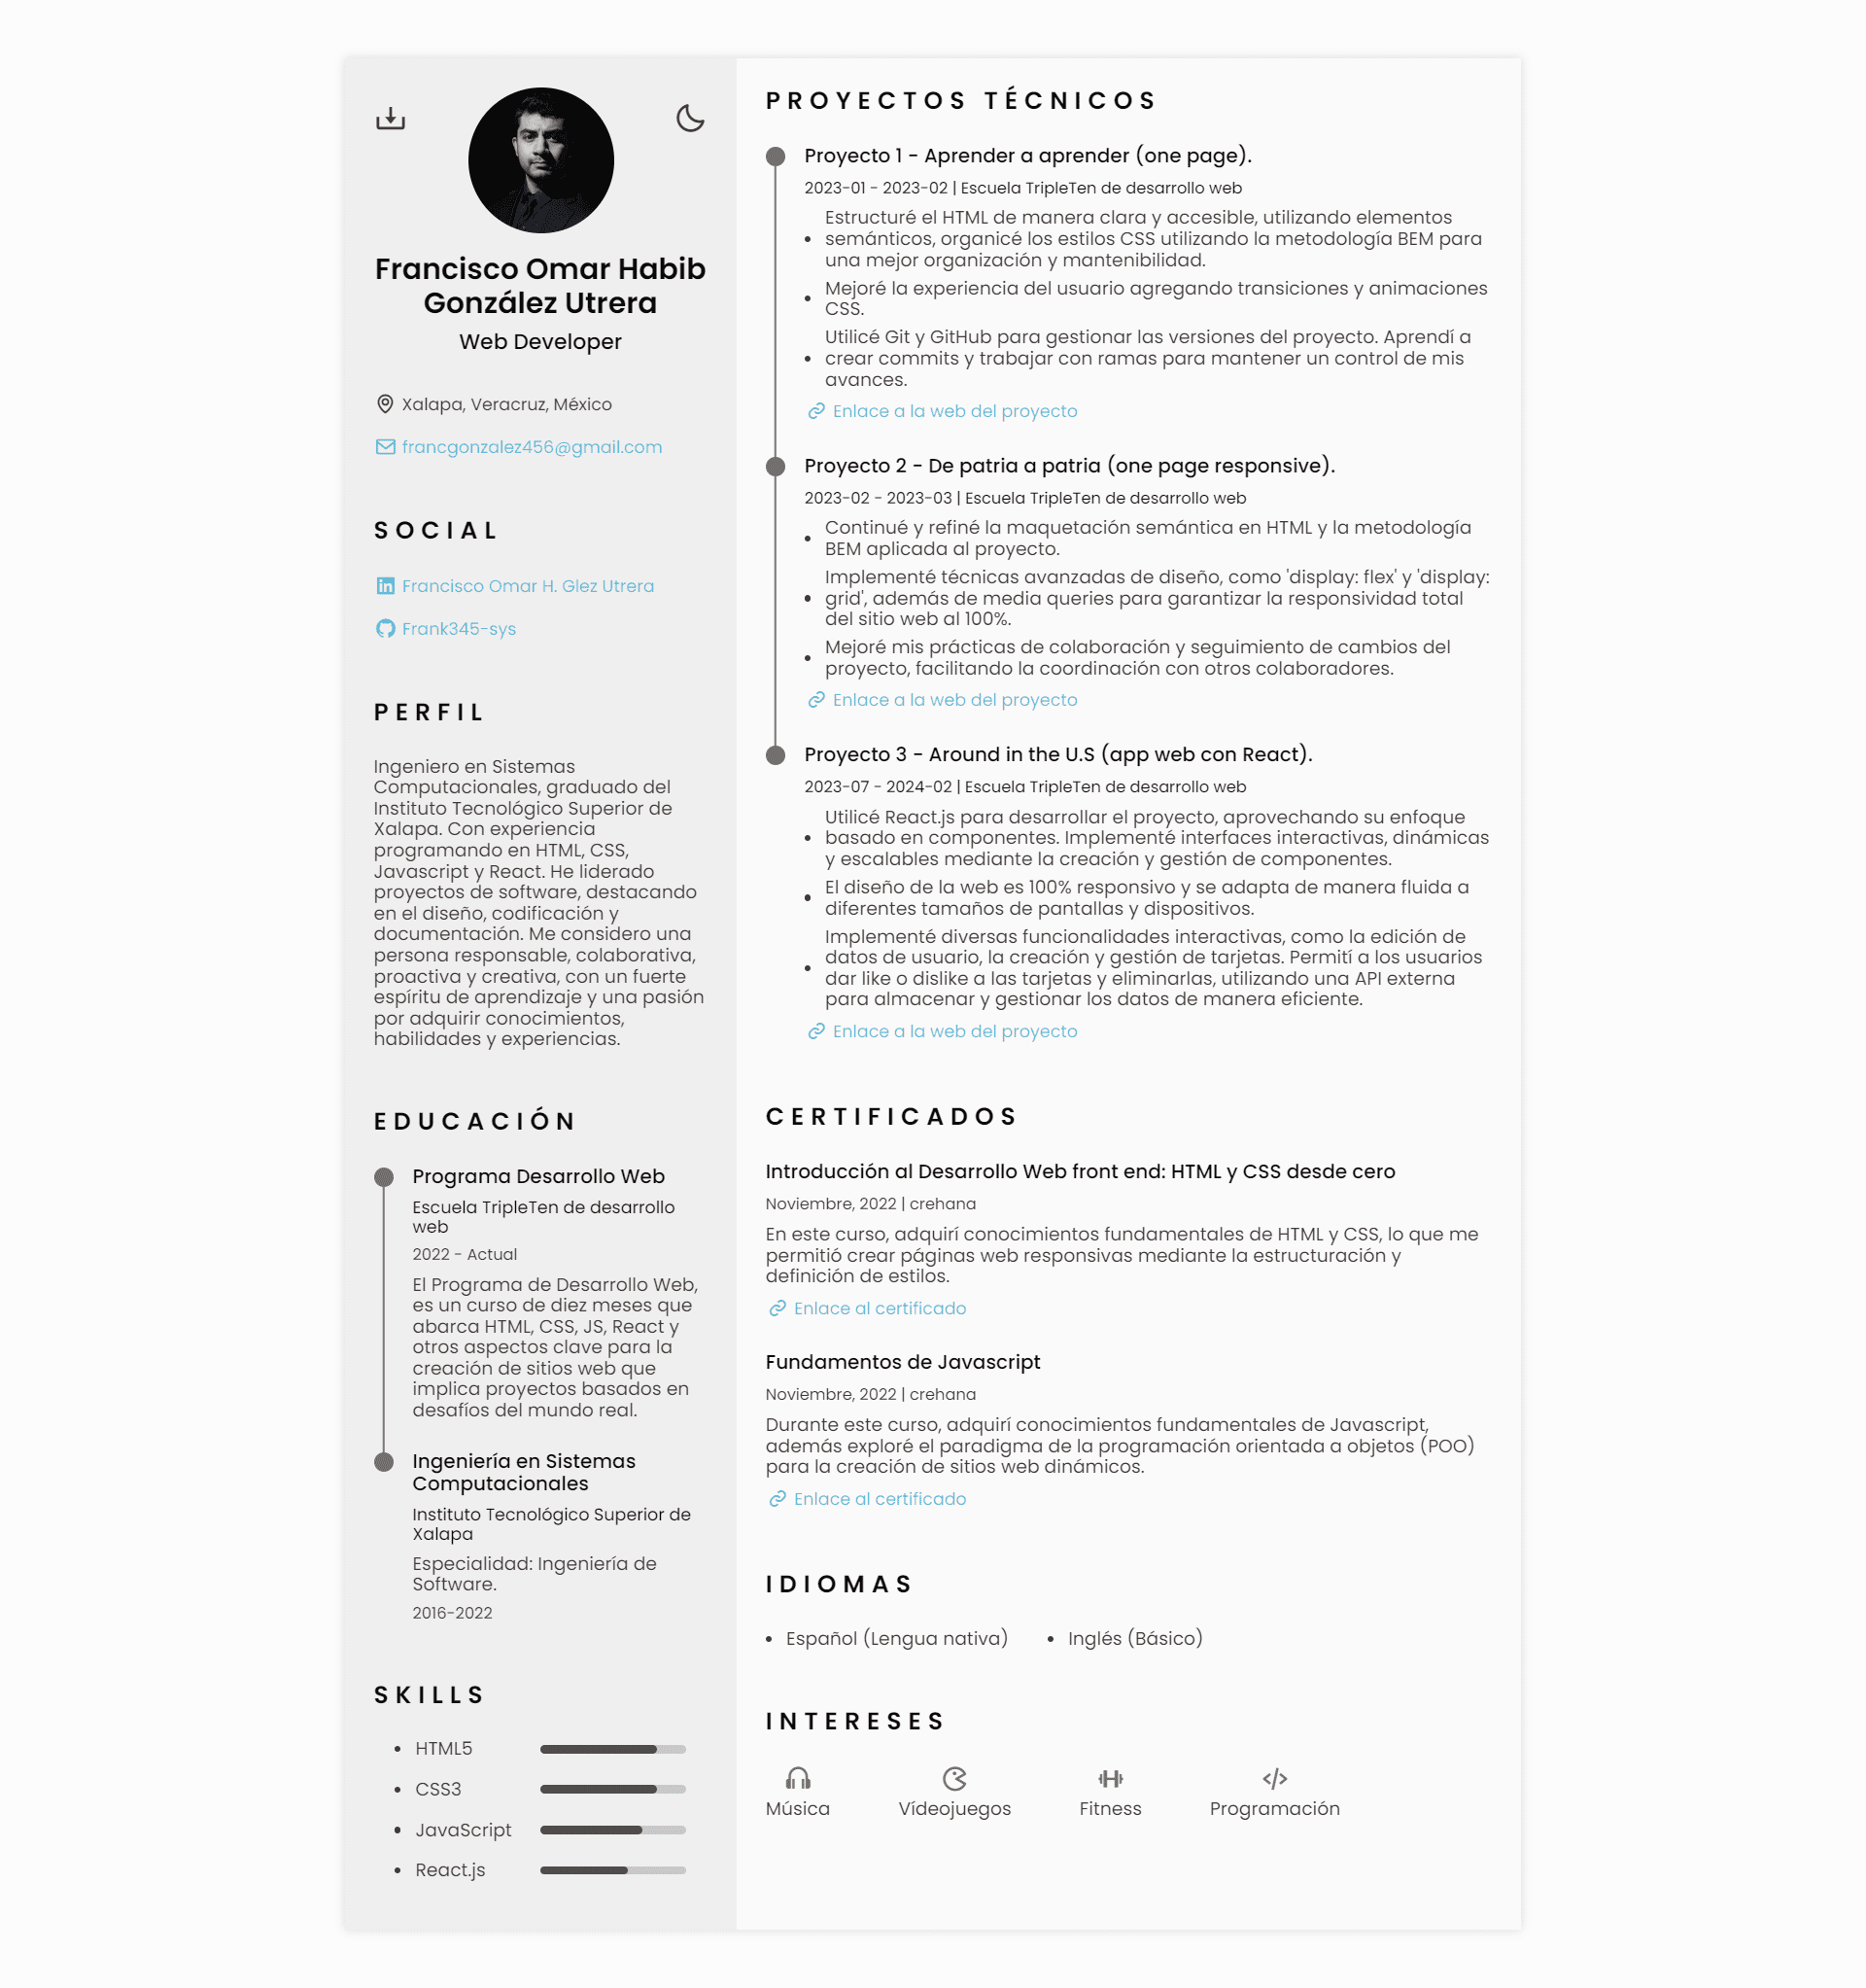 Francisco Omar Habib
González Utrera
Web Developer
Xalapa, Veracruz, México
francgonzalez456@gmail.com
SOCIAL
Francisco Omar H. Glez Utrera
Frank345-sys
PERFIL
Ingeniero en Sistemas
Computacionales, graduado del
Instituto Tecnológico Superior de
Xalapa. Con experiencia
programando en HTML, CSS,
Javascript y React. He liderado
proyectos de software, destacando
en el diseño, codificación y
documentación. Me considero una
persona responsable, colaborativa,
proactiva y creativa, con un fuerte
espíritu de aprendizaje y una pasión
por adquirir conocimientos,
habilidades y experiencias.
EDUCACIÓN
Programa Desarrollo Web
Escuela TripleTen de desarrollo
web
2022 - Actual
El Programa de Desarrollo Web,
es un curso de diez meses que
abarca HTML, CSS, JS, React y
otros aspectos clave para la
creación de sitios web que
implica proyectos basados en
desafíos del mundo real.
Ingeniería en Sistemas
Computacionales
Instituto Tecnológico Superior de
Xalapa
Especialidad: Ingeniería de
Software.
2016-2022
SKILLS
• HTML5
• CSS3
• JavaScript
• React.js
PROYECTOS TÉCNICOS
Proyecto 1 - Aprender a aprender (one page).
2023-01 - 2023-02 | Escuela TripleTen de desarrollo web
Estructuré el HTML de manera clara y accesible, utilizando elementos
• semánticos, organicé los estilos CSS utilizando la metodología BEM para
una mejor organización y mantenibilidad.
• Mejoré la experiencia del usuario agregando transiciones y animaciones
CSS.
Utilicé Git y GitHub para gestionar las versiones del proyecto. Aprendí a
• crear commits y trabajar con ramas para mantener un control de mis
avances.
Enlace a la web del proyecto
Proyecto 2 - De patria a patria (one page responsive).
2023-02 - 2023-03 | Escuela TripleTen de desarrollo web
• Continué y refiné la maquetación semántica en HTML y la metodología
BEM aplicada al proyecto.
Implementé técnicas avanzadas de diseño, como 'display: flex' y 'display:
• grid', además de media queries para garantizar la responsividad total
del sitio web al 100%.
• Mejoré mis prácticas de colaboración y seguimiento de cambios del
proyecto, facilitando la coordinación con otros colaboradores.
Enlace a la web del proyecto
Proyecto 3 - Around in the U.S (app web con React).
2023-07 - 2024-02 | Escuela TripleTen de desarrollo web
Utilicé React.js para desarrollar el proyecto, aprovechando su enfoque
• basado en componentes. Implementé interfaces interactivas, dinámicas
y escalables mediante la creación y gestión de componentes.
• El diseño de la web es 100% responsivo y se adapta de manera fluida a
diferentes tamaños de pantallas y dispositivos.
Implementé diversas funcionalidades interactivas, como la edición de
datos de usuario, la creación y gestión de tarjetas. Permití a los usuarios
• dar like o dislike a las tarjetas y eliminarlas, utilizando una API externa
para almacenar y gestionar los datos de manera eficiente.
Enlace a la web del proyecto
CERTIFICADOS
Introducción al Desarrollo Web front end: HTML y CSS desde cero
Noviembre, 2022 | crehana
En este curso, adquirí conocimientos fundamentales de HTML y CSS, lo que me
permitió crear páginas web responsivas mediante la estructuración y
definición de estilos.
Enlace al certificado
Fundamentos de Javascript
Noviembre, 2022 | crehana
Durante este curso, adquirí conocimientos fundamentales de Javascript,
además exploré el paradigma de la programación orientada a objetos (POO)
para la creación de sitios web dinámicos.
Enlace al certificado
IDIOMAS
• Español (Lengua nativa) • Inglés (Básico)
INTERESES
Música Vídeojuegos Fitness Programación